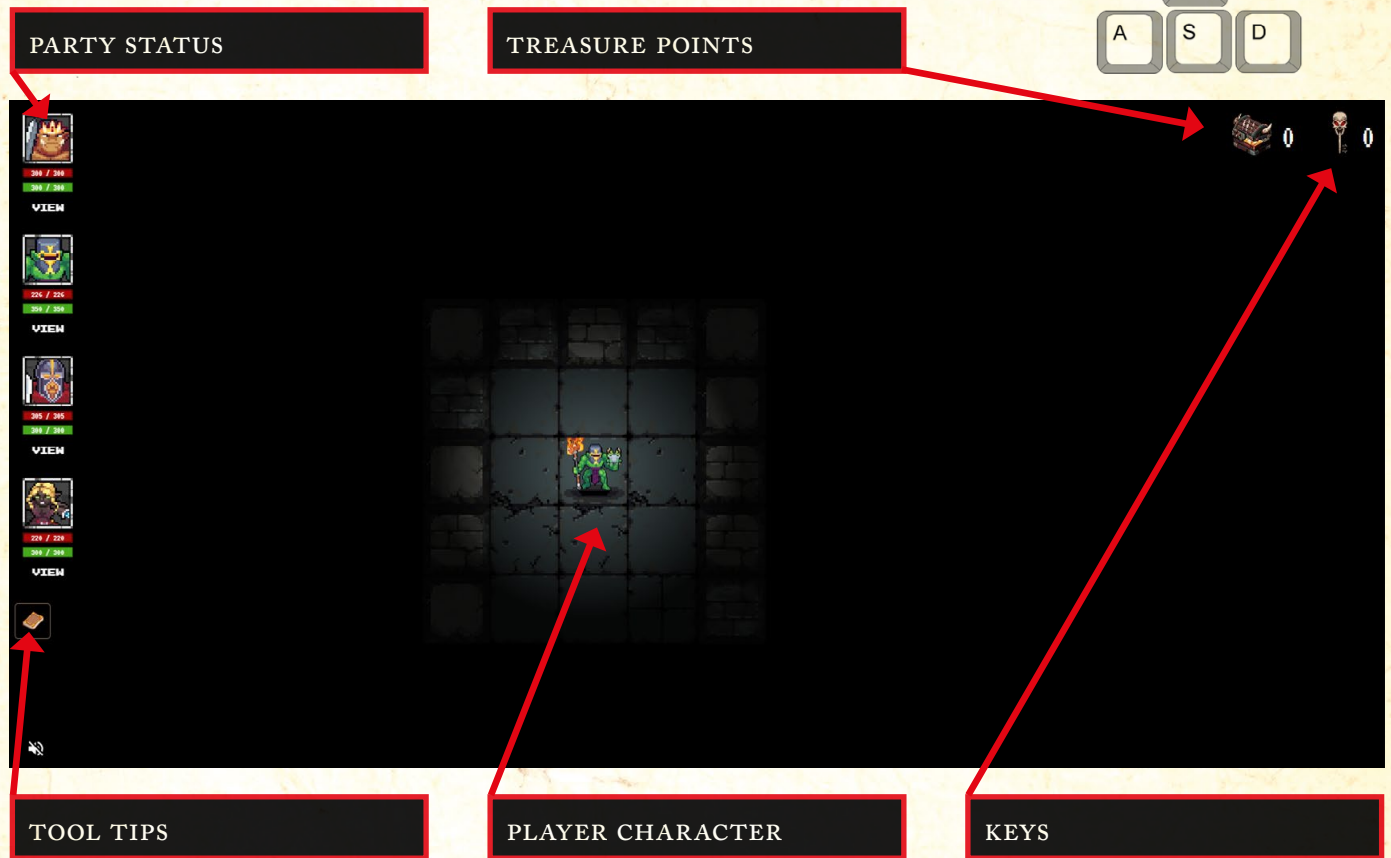 PARTY STATUS
TREASURE POINTS
A S D
0 0
300 / 300
300 / 300
VIEW
226 / 226
350 / 350
VIEW
305 / 305
300 / 300
VIEW
220 / 220
300 / 300
VIEW
TOOL TIPS
PLAYER CHARACTER
KEYS